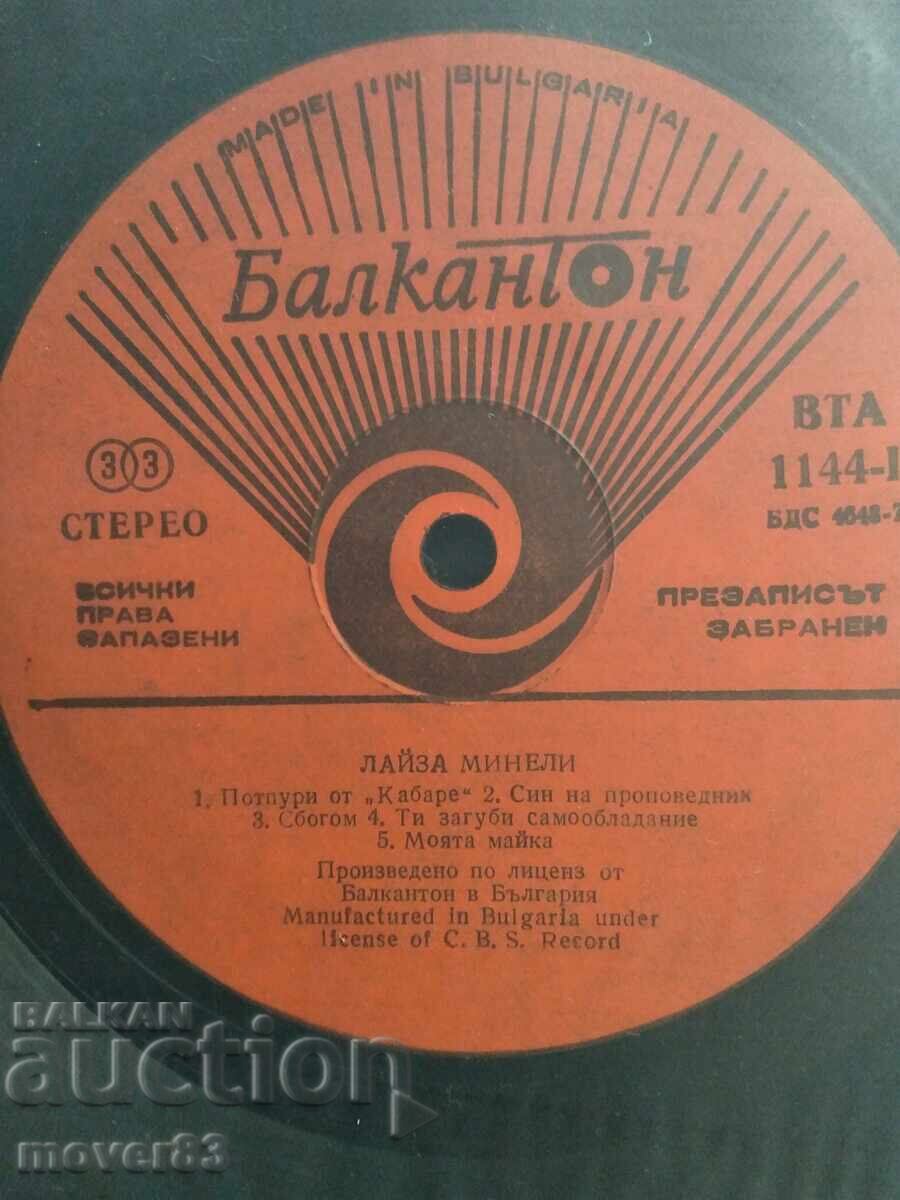 MADE IN BULGARIA
Балкантон
33
СТЕРЕО
ВТА
1144-I
БДС 4648-7
ВСИЧКИ
ПРАВА
ЗАПАЗЕНИ
ПРЕЗАПИСЪТ
ЗАБРАНЕН
ЛАЙЗА МИНЕЛИ
1. Потпури от „Кабаре“ 2. Син на проповедник
3. Сбогом 4. Ти загуби самообладание
5. Моята майка
Произведено по лиценз от
Балкантон в България
Manufactured in Bulgaria under
license of C. B. S. Record
BALKAN
auction
mover83